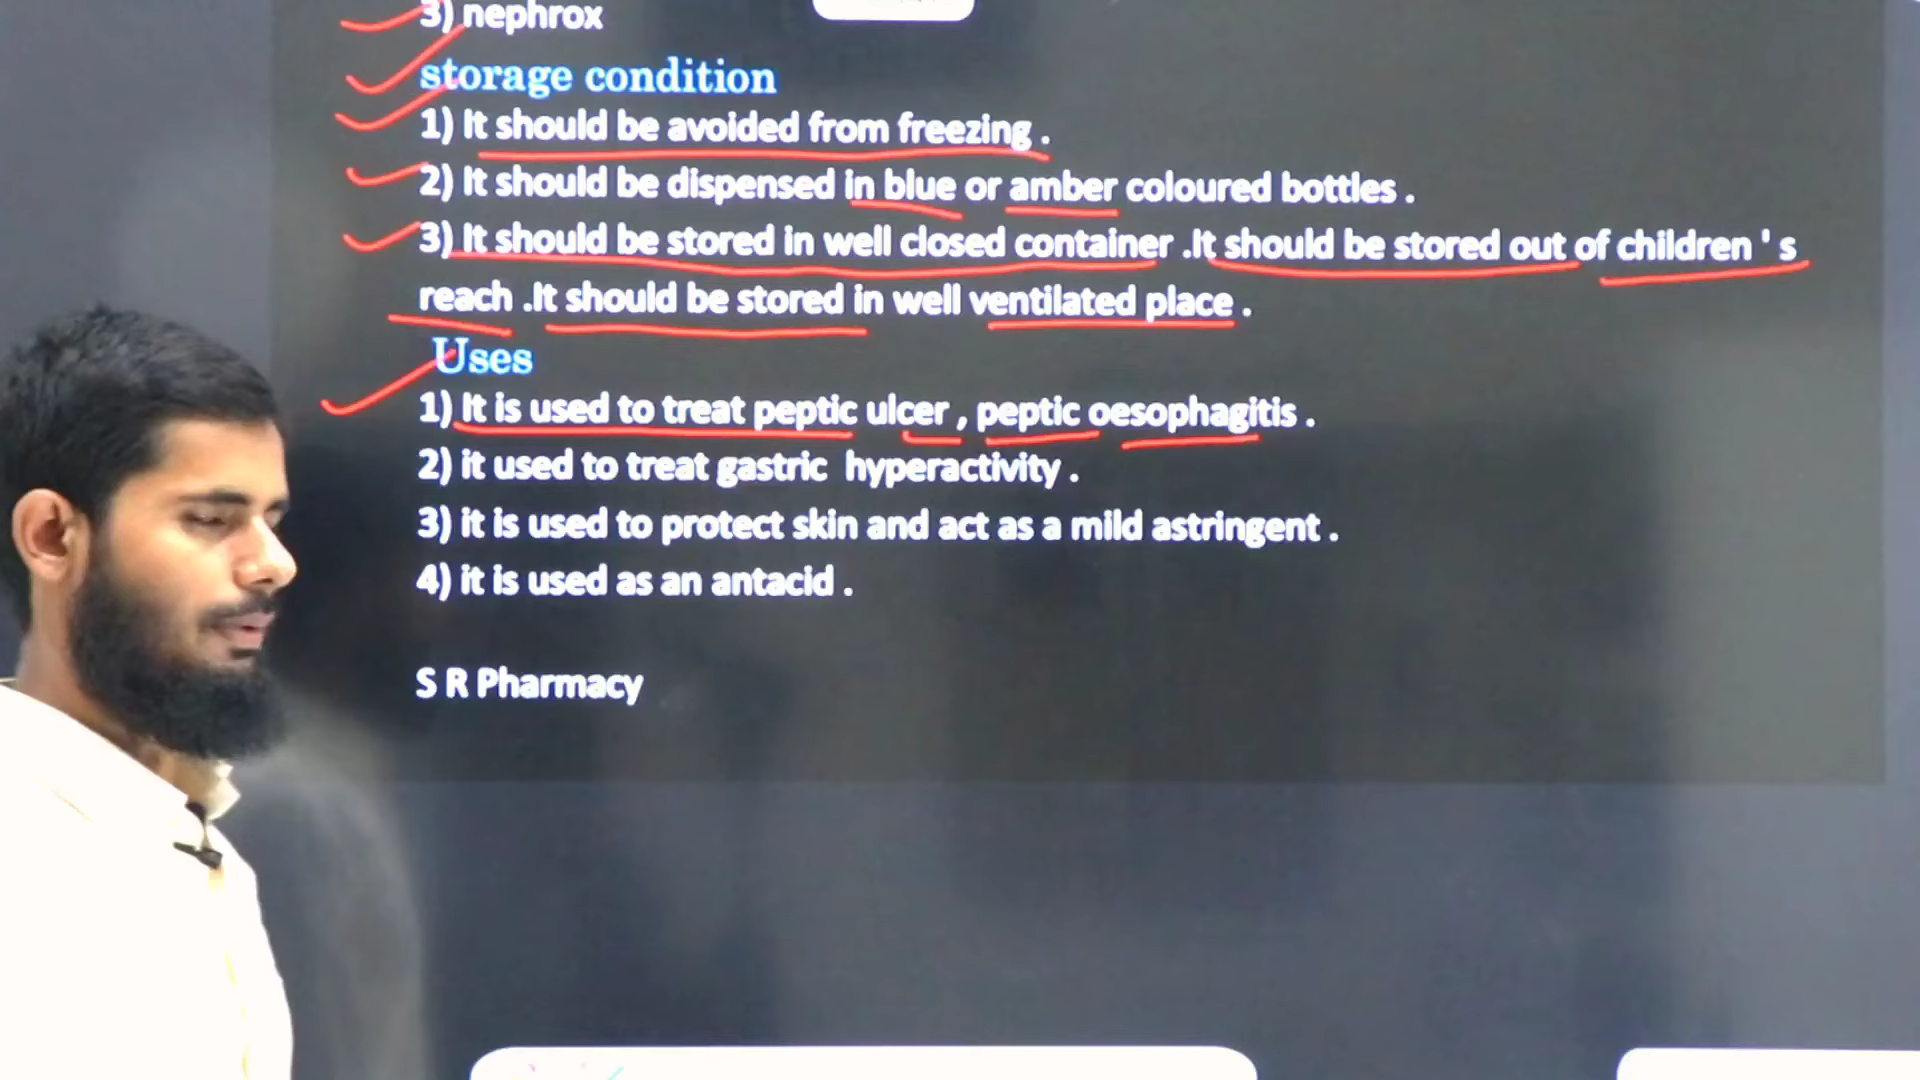 3) nephrox
storage condition
1) It should be avoided from freezing .
2) It should be dispensed in blue or amber coloured bottles .
3) It should be stored in well closed container .It should be stored out of children ' s
reach .It should be stored in well ventilated place .
Uses
1) It is used to treat peptic ulcer , peptic oesophagitis .
2) it used to treat gastric hyperactivity .
3) it is used to protect skin and act as a mild astringent .
4) it is used as an antacid .
S R Pharmacy